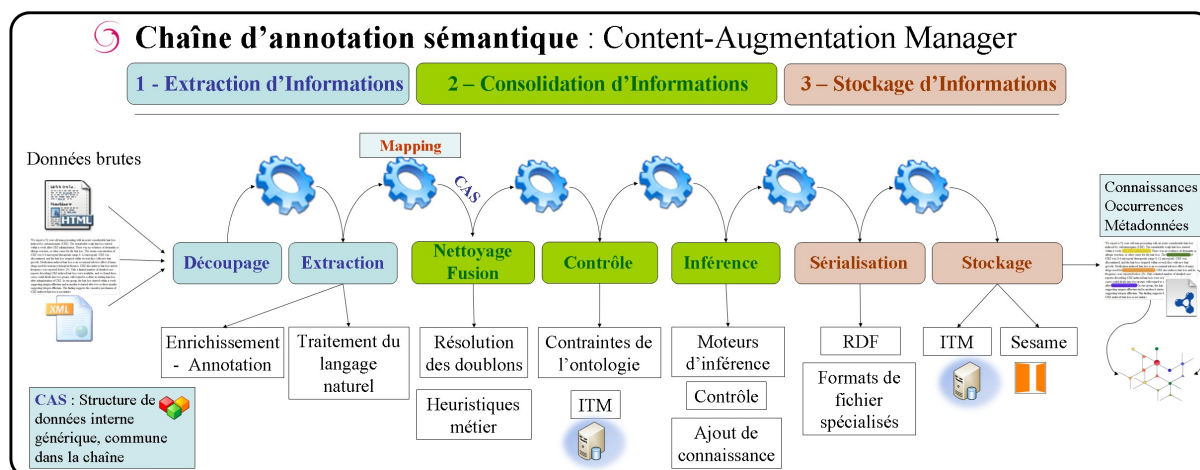 Chaîne d'annotation sémantique : Content-Augmentation Manager
1 - Extraction d'Informations
2 – Consolidation d'Informations
3 – Stockage d'Informations
Données brutes
HTML
XML
Mapping
CAS
Découpage
Extraction
Nettoyage
Fusion
Contrôle
Inférence
Sérialisation
Stockage
Connaissances
Occurrences
Métadonnées
Enrichissement
- Annotation
Traitement du
langage
naturel
Résolution
des doublons
Heuristiques
métier
Contraintes de
l'ontologie
ITM
Moteurs
d'inférence
Contrôle
Ajout de
connaissance
RDF
Formats de
fichier
spécialisés
ITM
Sesame
CAS : Structure de
données interne
générique, commune
dans la chaîne